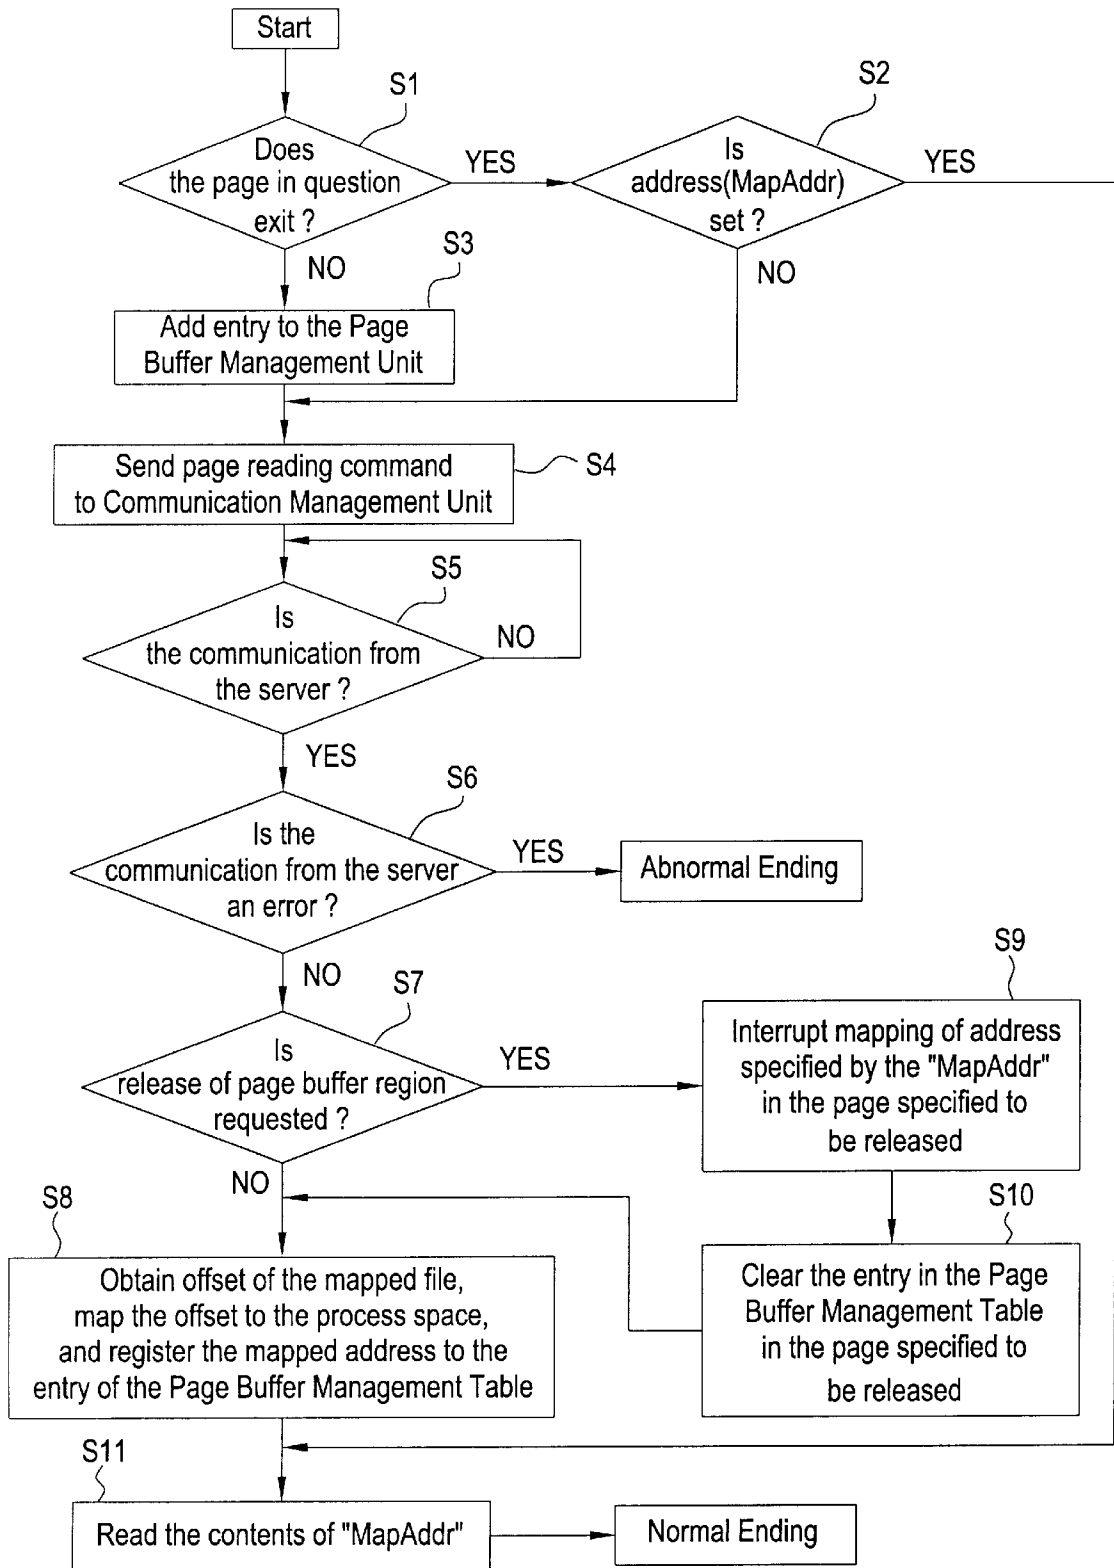 Start
S1
Does
the page in question
exit ?
YES
NO
S2
Is
address(MapAddr)
set ?
YES
NO
S3
Add entry to the Page
Buffer Management Unit
Send page reading command
to Communication Management Unit
S4
S5
Is
the communication from
the server ?
NO
YES
S6
Is the
communication from the server
an error ?
YES
Abnormal Ending
NO
S7
Is
release of page buffer region
requested ?
YES
NO
S9
Interrupt mapping of address
specified by the "MapAddr"
in the page specified to
be released
S10
Clear the entry in the Page
Buffer Management Table
in the page specified to
be released
S8
Obtain offset of the mapped file,
map the offset to the process space,
and register the mapped address to the
entry of the Page Buffer Management Table
S11
Read the contents of "MapAddr"
Normal Ending